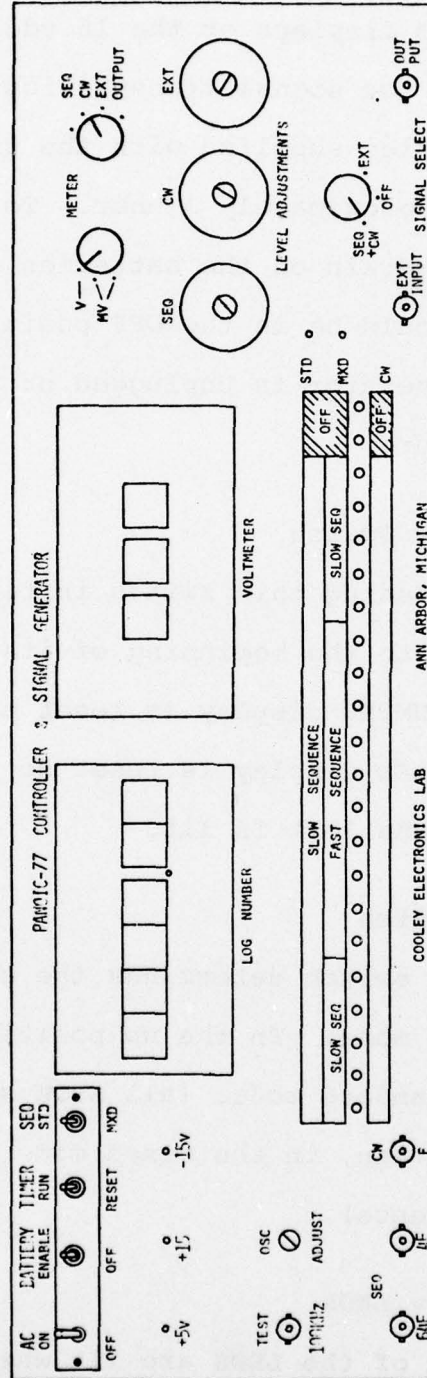 PANOIC-77 CONTROLLER & SIGNAL GENERATOR
AC BATTERY TIMER SEQ
ON ENABLE RUN STD
OFF OFF RESET MXD
-5v +15 -15v
TEST OSC
100KHZ ADJUST
SEQ CW
LOG NUMBER
VOLTMETER
METER
V
MV
SEQ
CW
EXT
OUTPUT
SEQ CW EXT
LEVEL ADJUSTMENTS
SLOW SEQUENCE OFF STD
SLOW SEQ FAST SEQUENCE SLOW SEQ MXD
OFF CW
SEQ +CW
OFF
EXT
EXT INPUT
OUT PUT
SIGNAL SELECT
COOLEY ELECTRONICS LAB ANN ARBOR, MICHIGAN